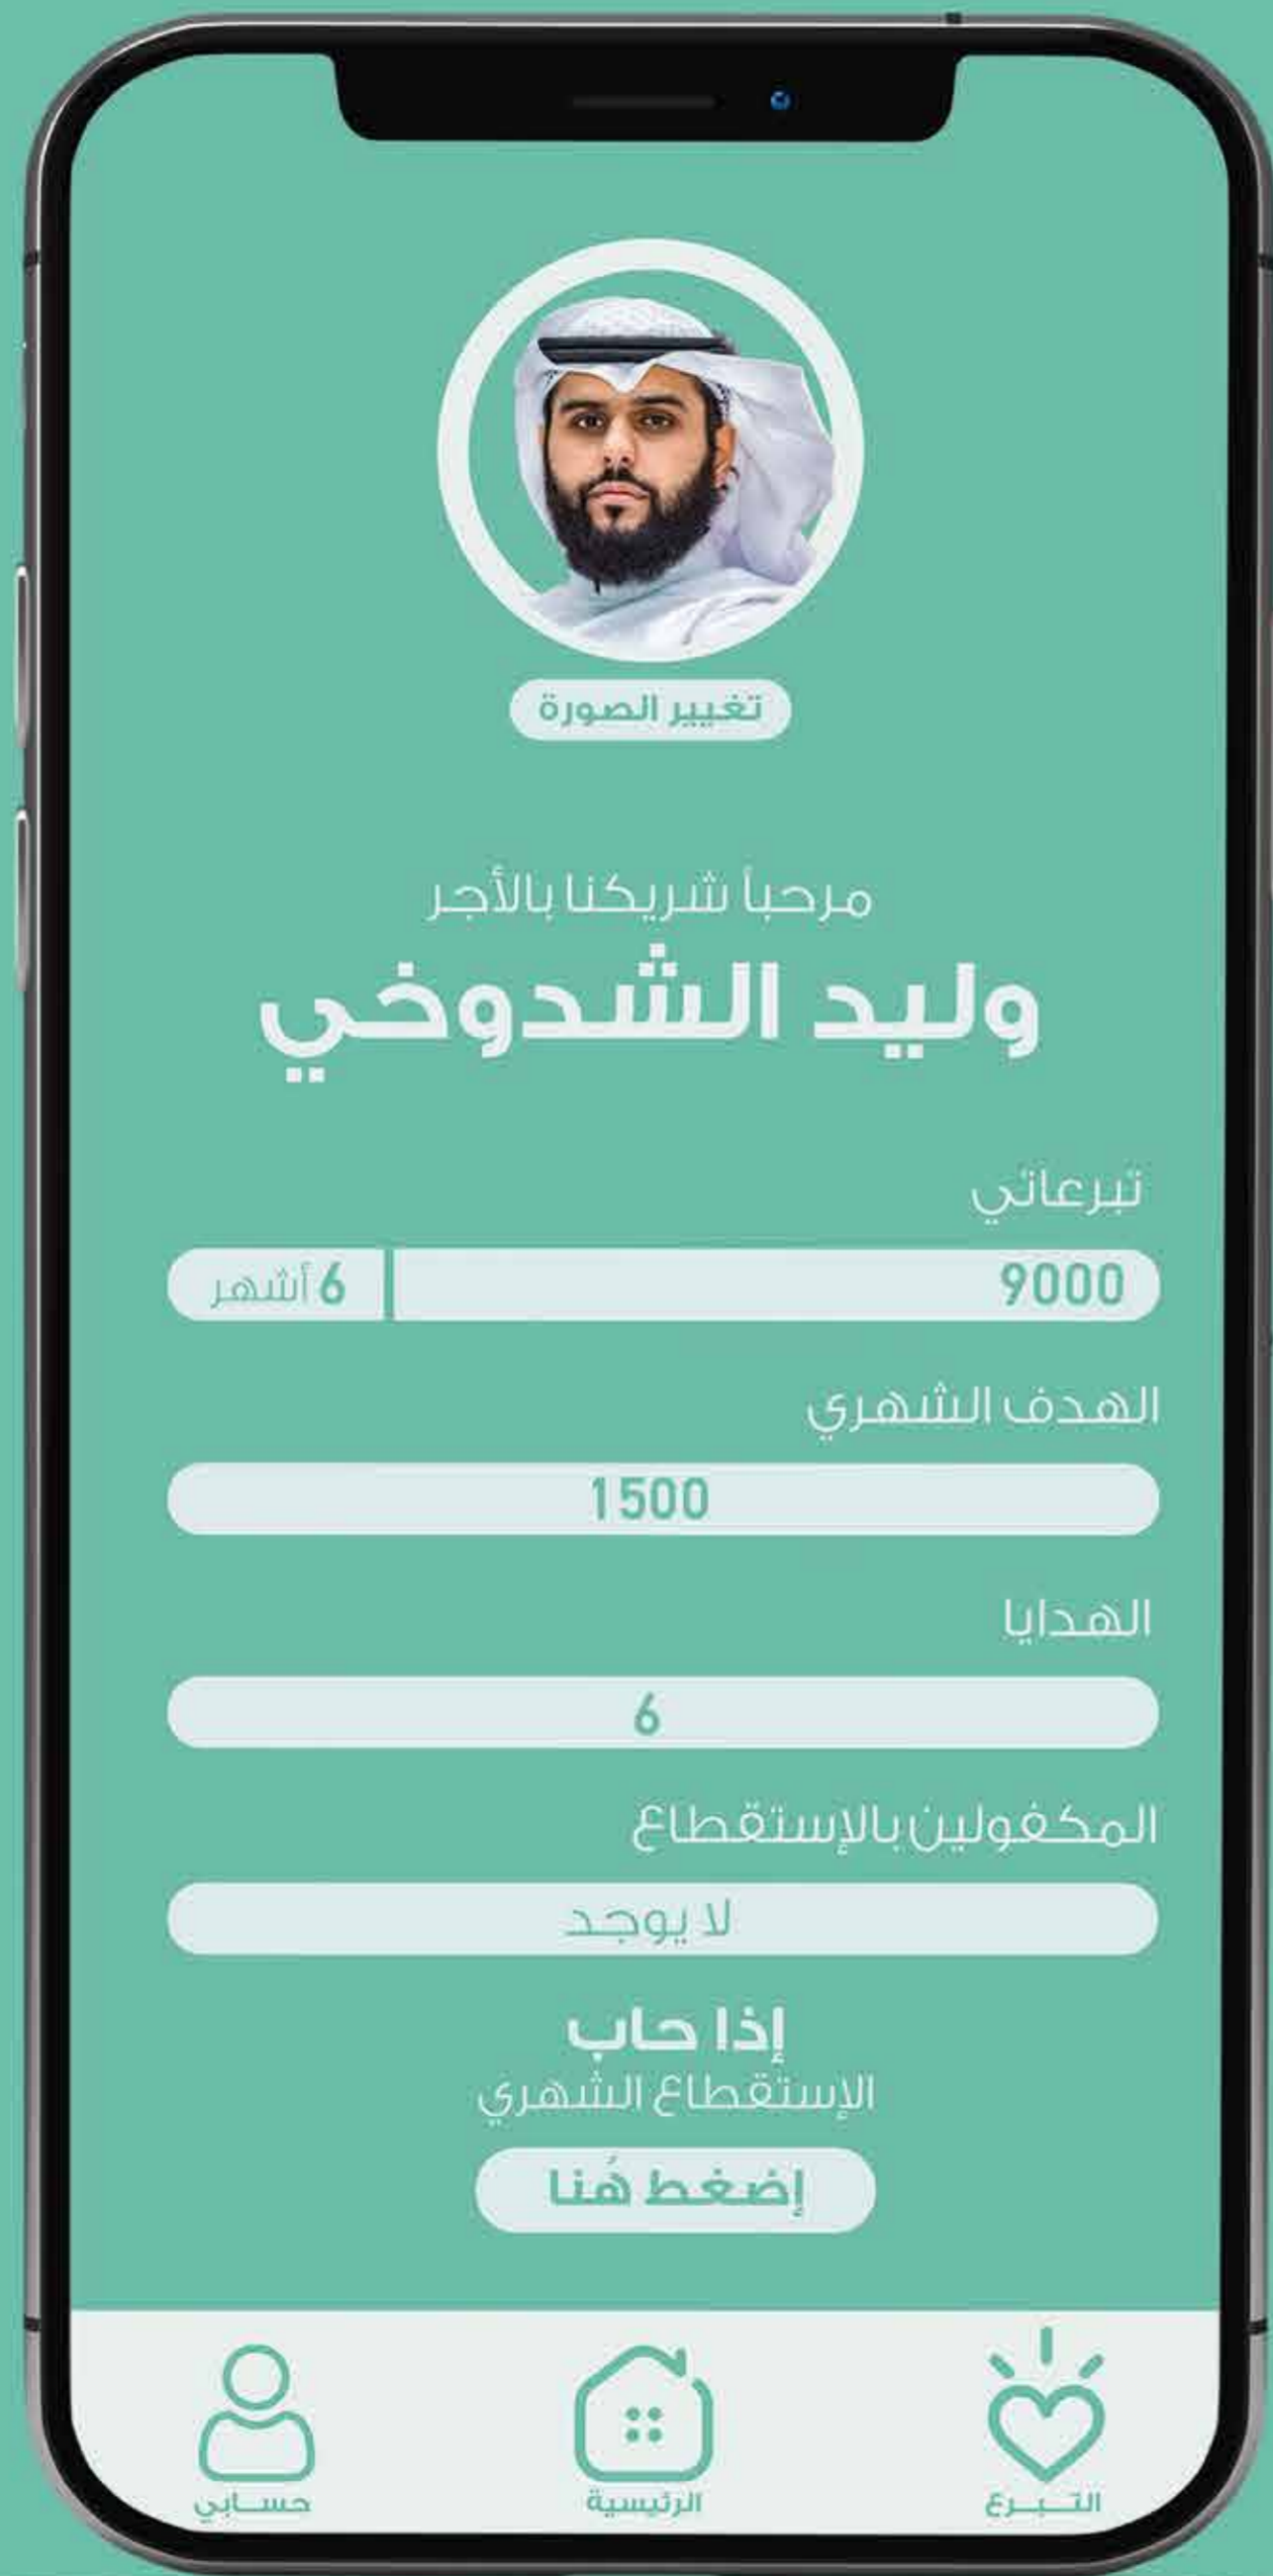 تغيير الصورة
مرحباً شريكنا بالأجر
وليد الشدوخي
تبرعاتي
9000
6 أشهر
الهدف الشهري
1500
الهدايا
6
المكفولين بالإستقطاع
لا يوجد
إذا حاب
الإستقطاع الشهري
إضغط هُنا
التبرع
الرئيسية
حسابي